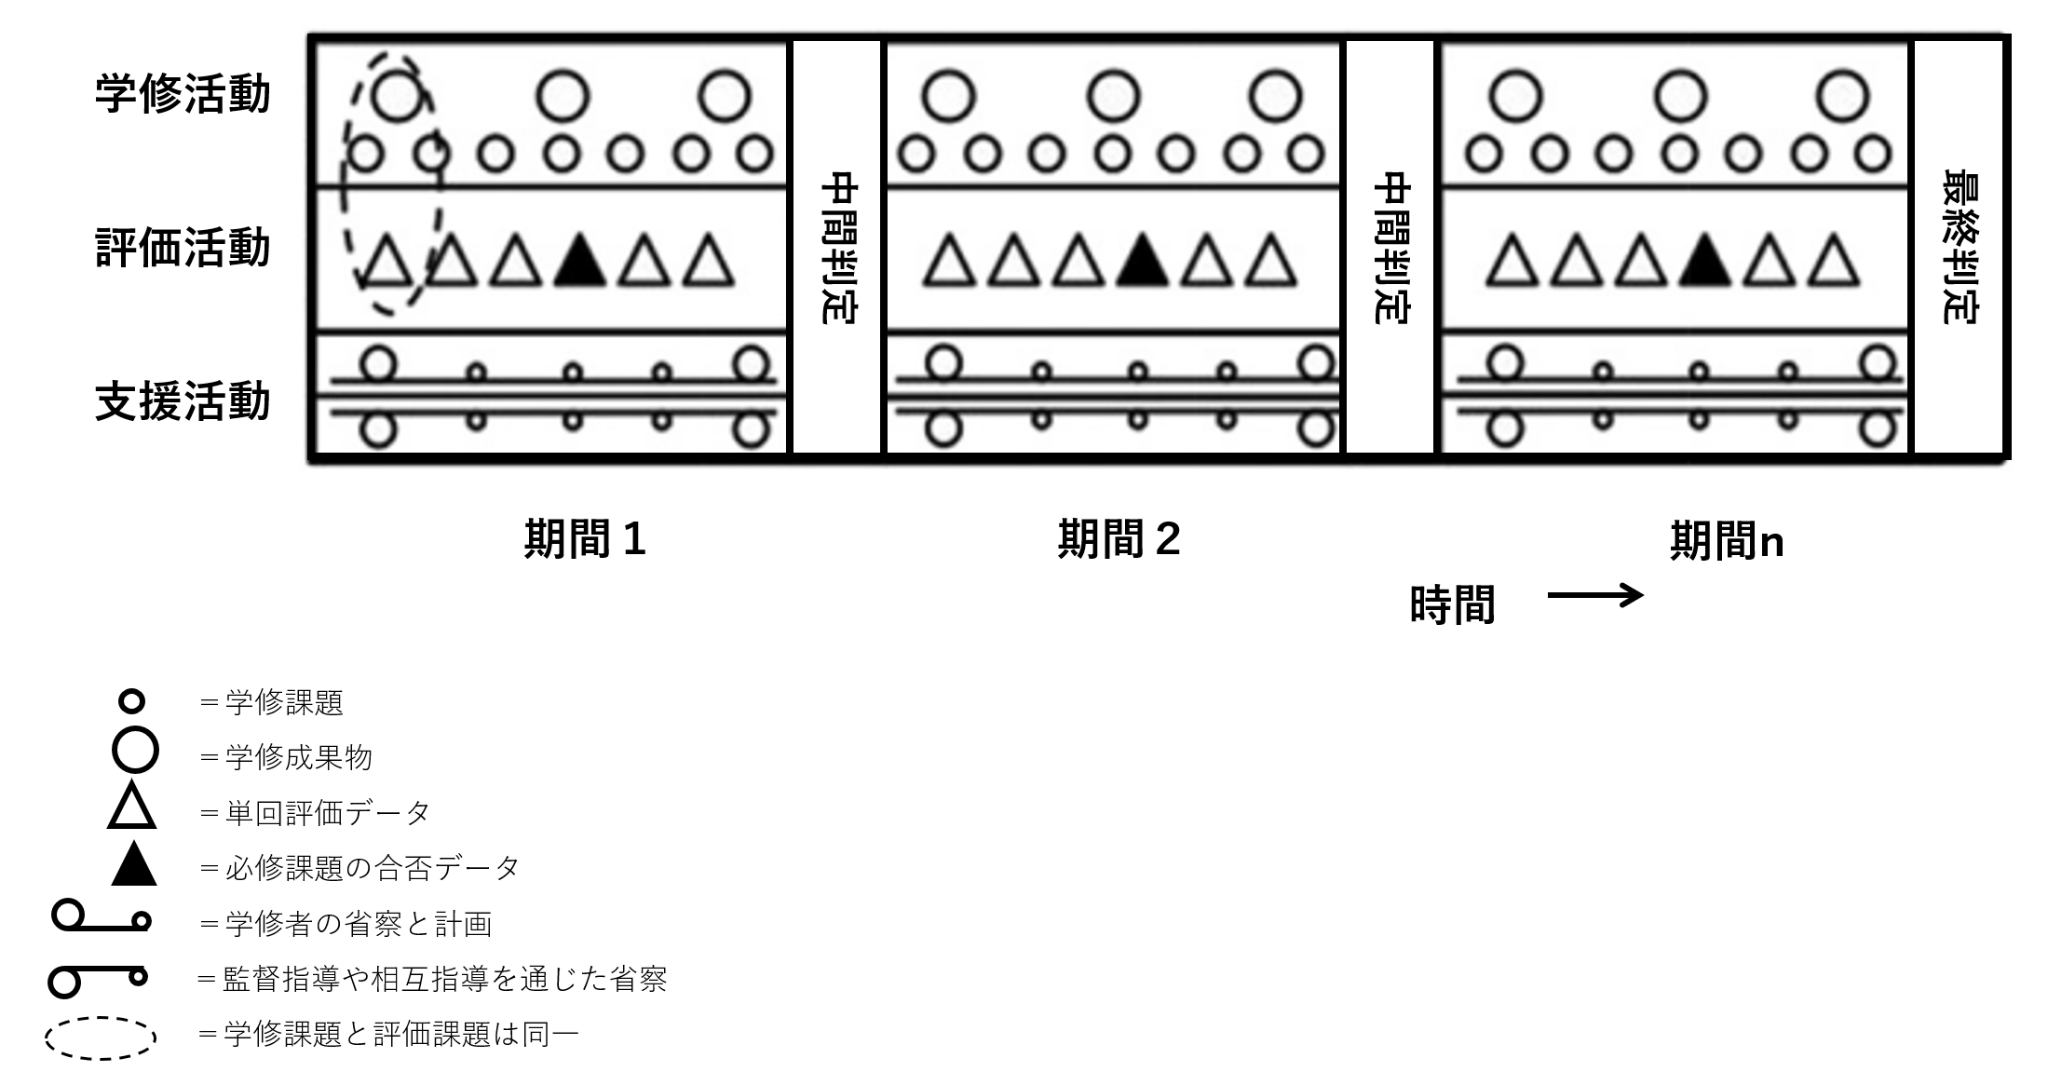 学修活動
評価活動
支援活動
中間判定
中間判定
最終判定
期間1
期間2
期間n
時間
=学修課題
=学修成果物
=単回評価データ
=必修課題の合否データ
=学修者の省察と計画
=監督指導や相互指導を通じた省察
=学修課題と評価課題は同一